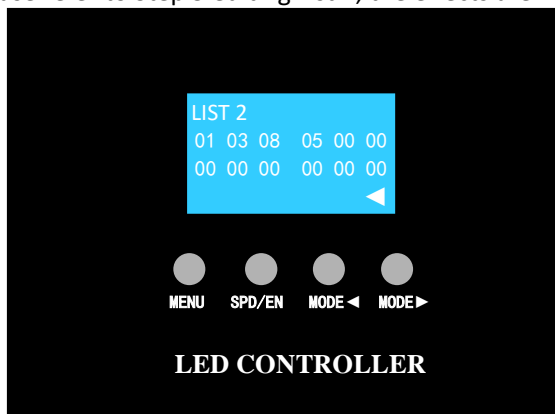 LIST 2
01 03 08 05 00 00
00 00 00 00 00 00
◀
MENU SPD/EN MODE◀ MODE▶
LED CONTROLLER